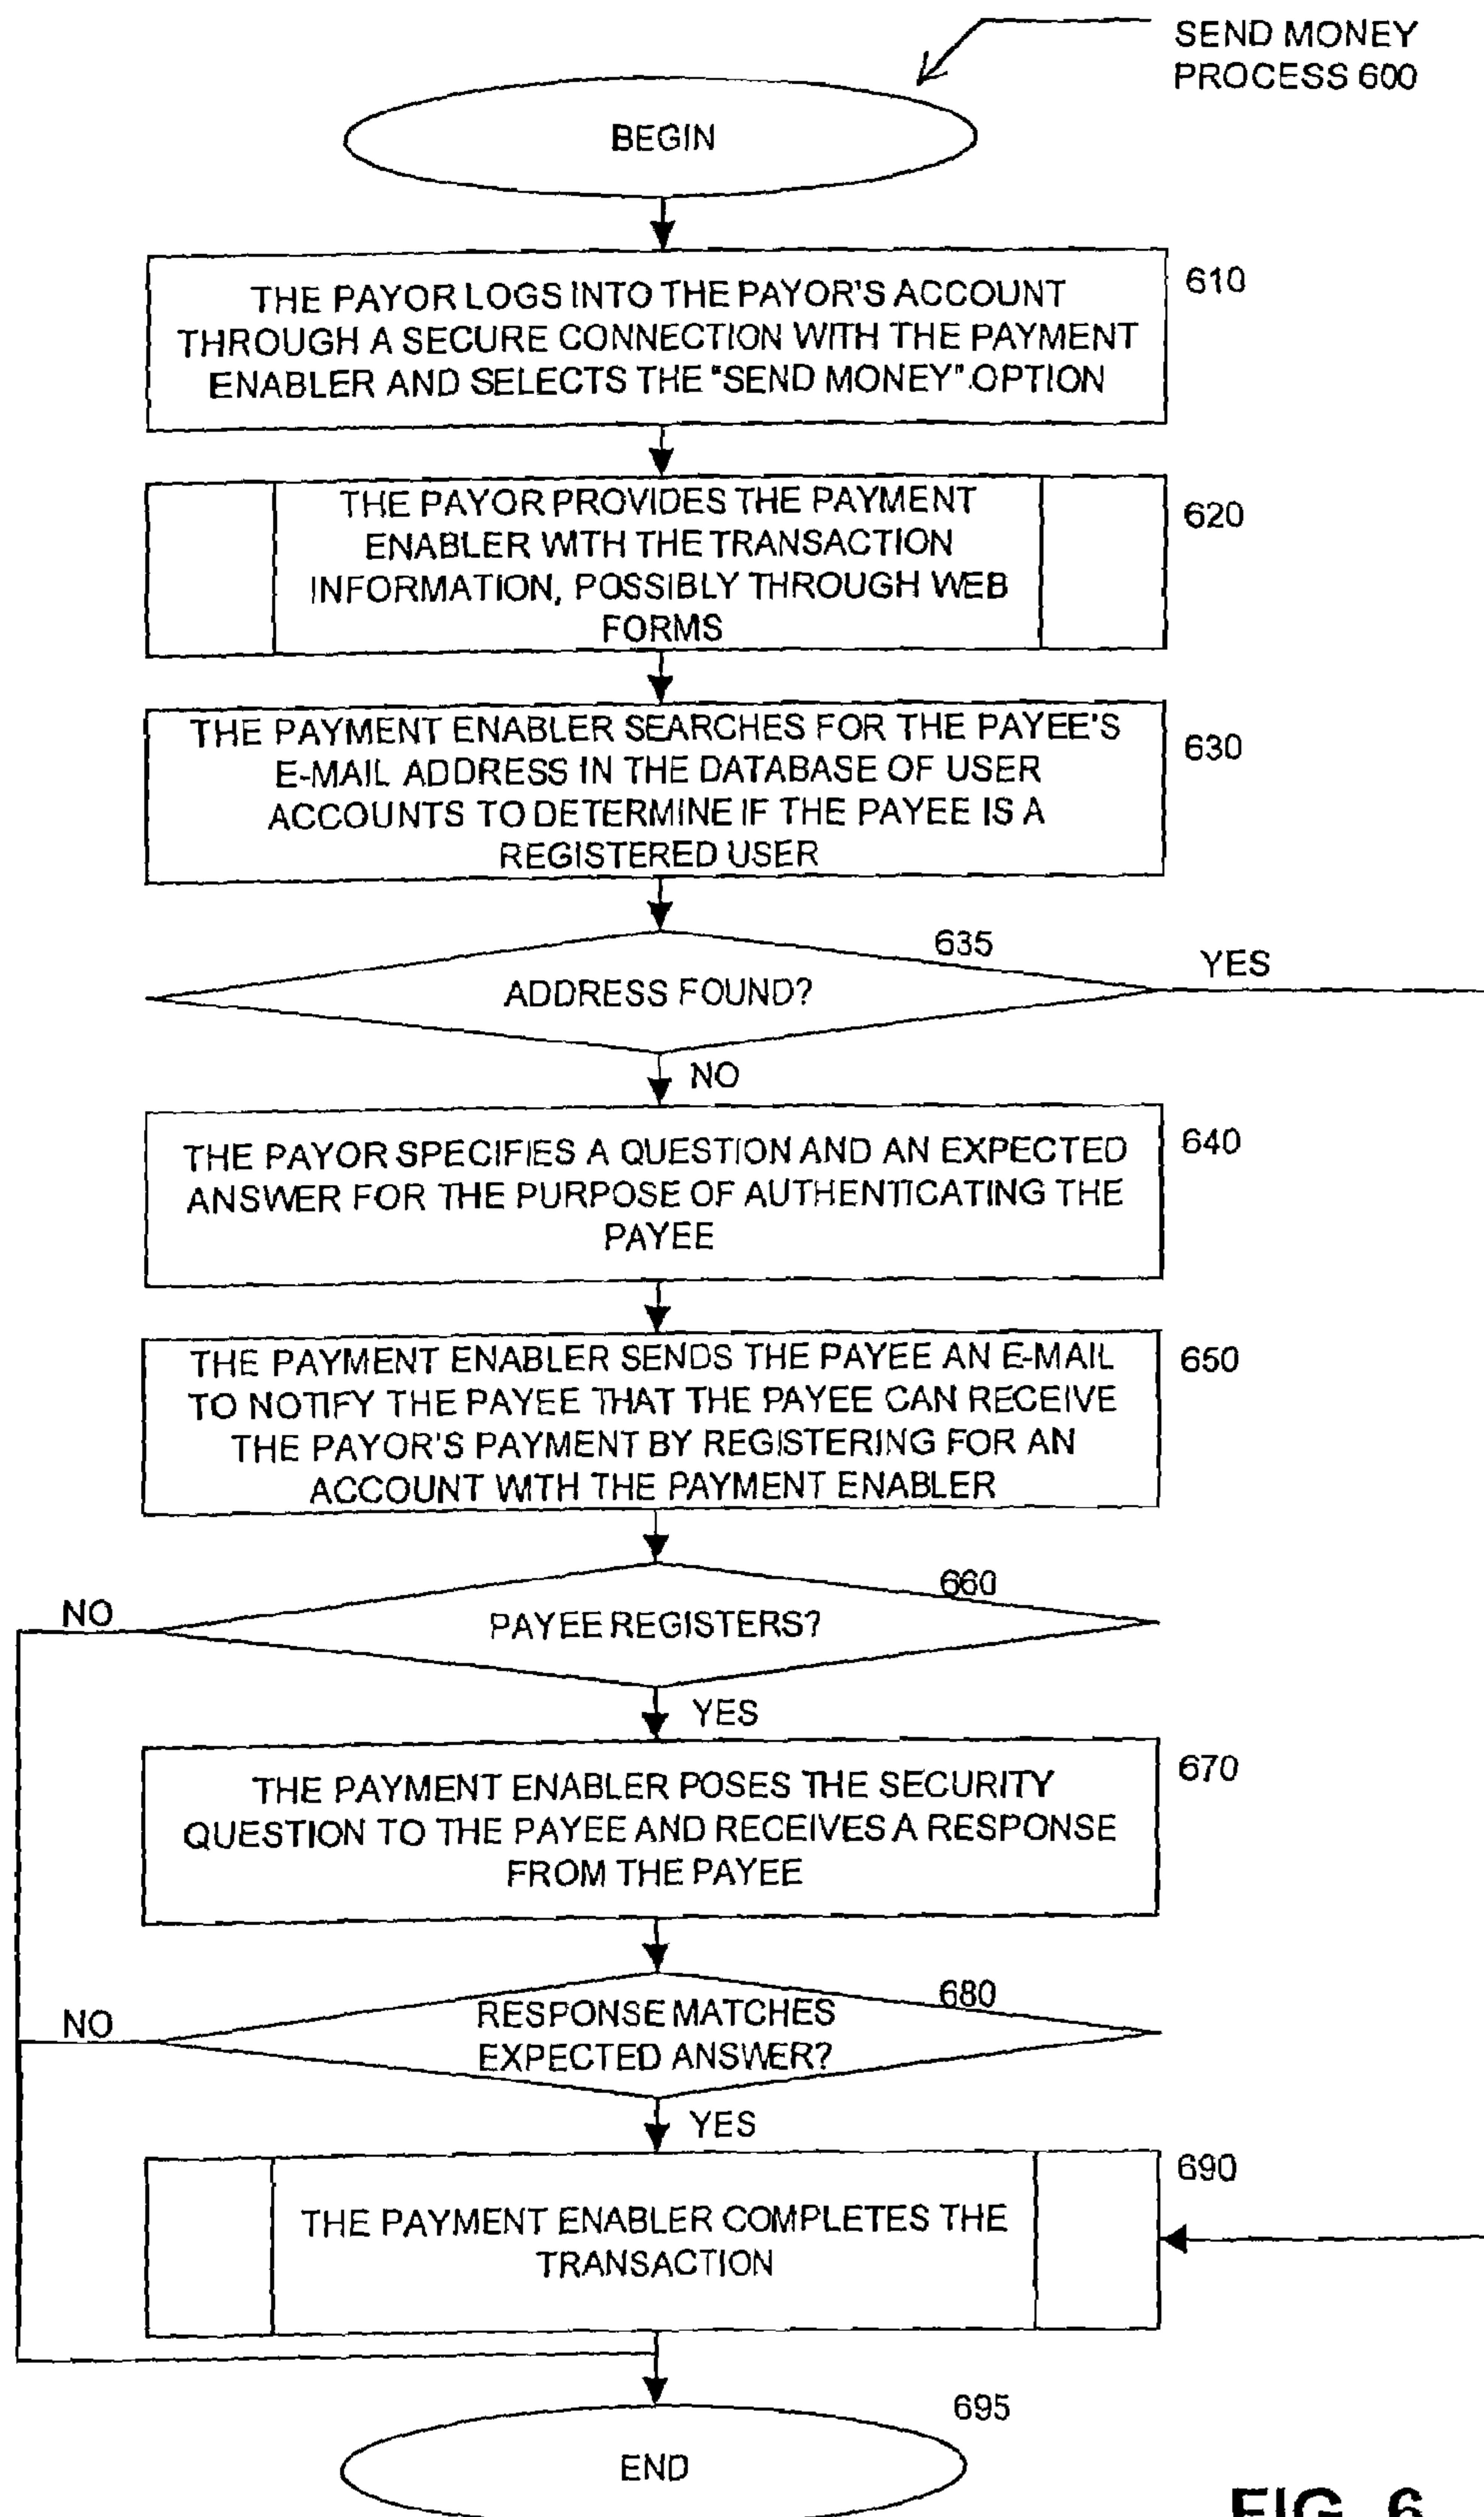 SEND MONEY
PROCESS 600
BEGIN
610
THE PAYOR LOGS INTO THE PAYOR'S ACCOUNT
THROUGH A SECURE CONNECTION WITH THE PAYMENT
ENABLER AND SELECTS THE "SEND MONEY" OPTION
620
THE PAYOR PROVIDES THE PAYMENT
ENABLER WITH THE TRANSACTION
INFORMATION, POSSIBLY THROUGH WEB
FORMS
630
THE PAYMENT ENABLER SEARCHES FOR THE PAYEE'S
E-MAIL ADDRESS IN THE DATABASE OF USER
ACCOUNTS TO DETERMINE IF THE PAYEE IS A
REGISTERED USER
635
YES
ADDRESS FOUND?
NO
640
THE PAYOR SPECIFIES A QUESTION AND AN EXPECTED
ANSWER FOR THE PURPOSE OF AUTHENTICATING THE
PAYEE
650
THE PAYMENT ENABLER SENDS THE PAYEE AN E-MAIL
TO NOTIFY THE PAYEE THAT THE PAYEE CAN RECEIVE
THE PAYOR'S PAYMENT BY REGISTERING FOR AN
ACCOUNT WITH THE PAYMENT ENABLER
660
NO
PAYEE REGISTERS?
YES
670
THE PAYMENT ENABLER POSES THE SECURITY
QUESTION TO THE PAYEE AND RECEIVES A RESPONSE
FROM THE PAYEE
680
NO
RESPONSE MATCHES
EXPECTED ANSWER?
YES
690
THE PAYMENT ENABLER COMPLETES THE
TRANSACTION
695
END
FIG. 6